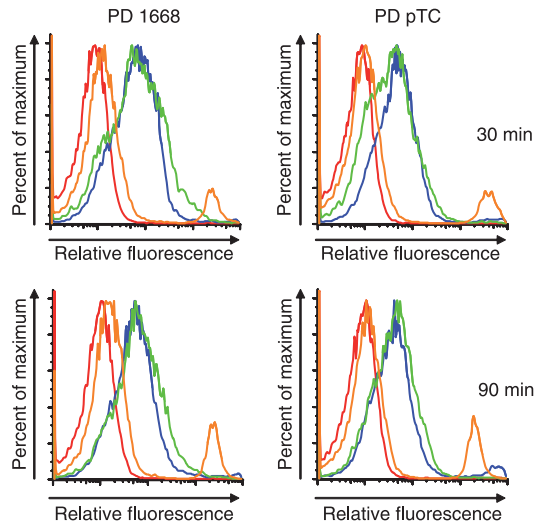 PD 1668
PD pTC
Percent of maximum
Percent of maximum
30 min
Relative fluorescence
Relative fluorescence
Percent of maximum
Percent of maximum
90 min
Relative fluorescence
Relative fluorescence